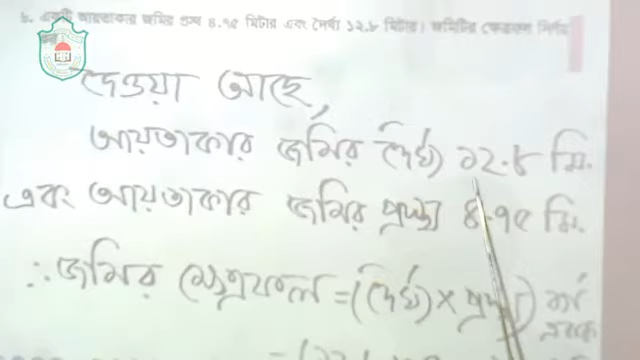 ৮. একটি আয়তাকার জমির প্রস্থ ৪.৭৫ মিটার এবং দৈর্ঘ্য ১২.৮ মিটার। জমিটির ক্ষেত্রফল নির্ণয়
দেওয়া আছে,
আয়তাকার জমির দৈর্ঘ্য ১২.৮ মি.
এবং আয়তাকার জমির প্রস্থ ৪.৭৫ মি.
∴ জমির ক্ষেত্রফল = (দৈর্ঘ্য × প্রস্থ) বর্গ
একক